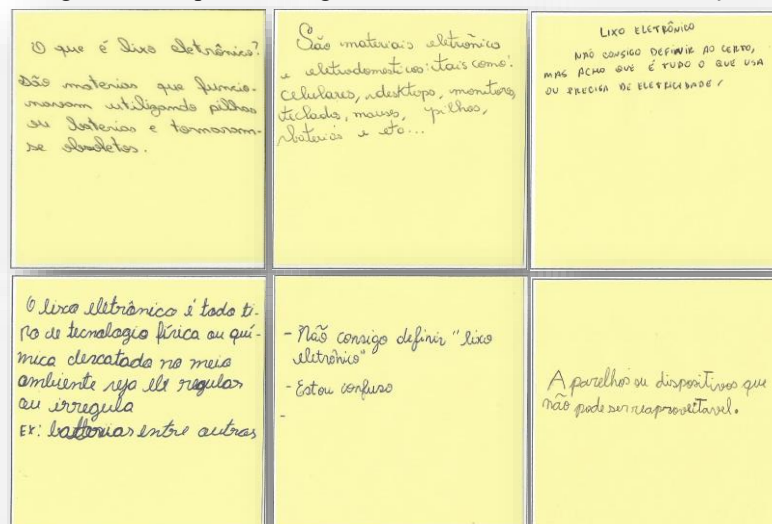 O que é lixo eletrônico?
São materias que funcio-
navam utilizando pilhas
ou baterias e tornaram-
se obsoletos.
São materiais eletrônico
e eletrodomesticos: tais como:
celulares, desktops, monitores,
teclado, mouses, pilhas,
baterias e etc...
LIXO ELETRÔNICO
NÃO CONSIGO DEFINIR AO CERTO,
MAS ACHO QUE É TUDO O QUE USA
OU PRECISA DE ELETRICIDADE!
O lixo eletrônico é todo ti-
po de tecnologia física ou quí-
mica descatada no meio
ambiente seja ele regular
ou irregula
EX: batterias entre outras
- Não consigo definir "lixo
eletrônico"
- Estou confuso
-
Aparelhos ou dispositivos que
não pode ser reaproveitavel.